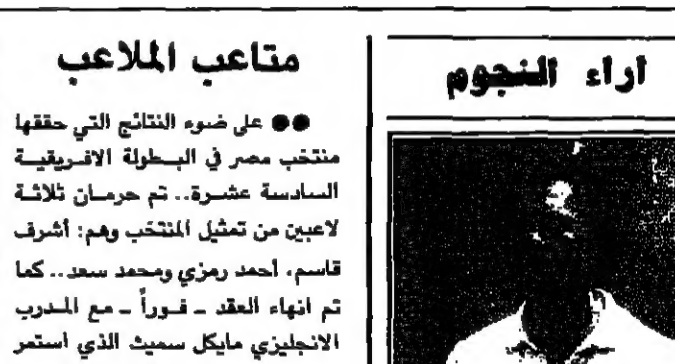 آراء النجوم
متاعب الملاعب
●● على ضوء النتائج التي حققها
منتخب مصر في البطولة الافريقية
السادسة عشرة.. تم حرمان ثلاثة
لاعبين من تمثيل المنتخب وهم: أشرف
قاسم، أحمد رمزي ومحمد سعد.. كما
تم انهاء العقد ـ فوراً ـ مع المدرب
الانجليزي مايكل سميث الذي استمر